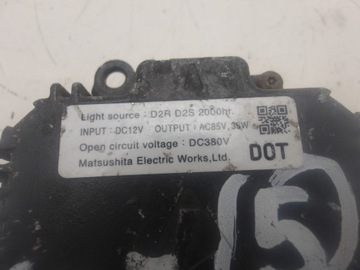 Light source : D2R D2S 2000hr.
INPUT : DC12V OUTPUT : AC85V, 35W
Open circuit voltage : DC380V
Matsushita Electric Works,Ltd. DOT